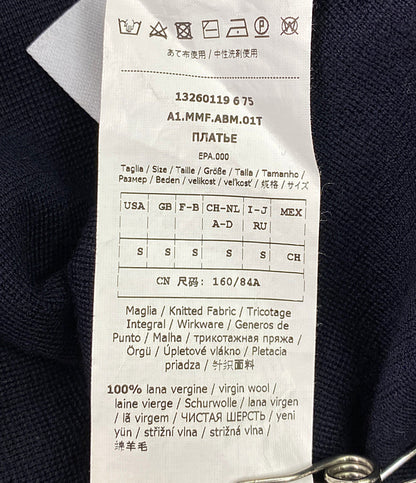 あて布使用 / 中性洗剤使用
13260119 6 75
A1.MMF.ABM.01T
ПЛАТЬЕ
EPA.000
Taglia / Size / Taille / Größe / Talla / Tamanho /
Размер / Beden / velikost / veľkosť / 规格 / サイズ
USA GB F-B CH-NL A-D I-J RU MEX
S S S S S CH
CN 尺码: 160/84A
Maglia / Knitted Fabric / Tricotage
Integral / Wirkware / Generos de
Punto / Malha / трикотажная пряжа /
Örgü / Úpletové vlákno / Pletacia
priadza / 针织面料
100% lana vergine / virgin wool /
laine vierge / Schurwolle / lana virgen
/ lã virgem / ЧИСТАЯ ШЕРСТЬ / yeni
yün / střižní vlna / strižná vlna /
绵羊毛